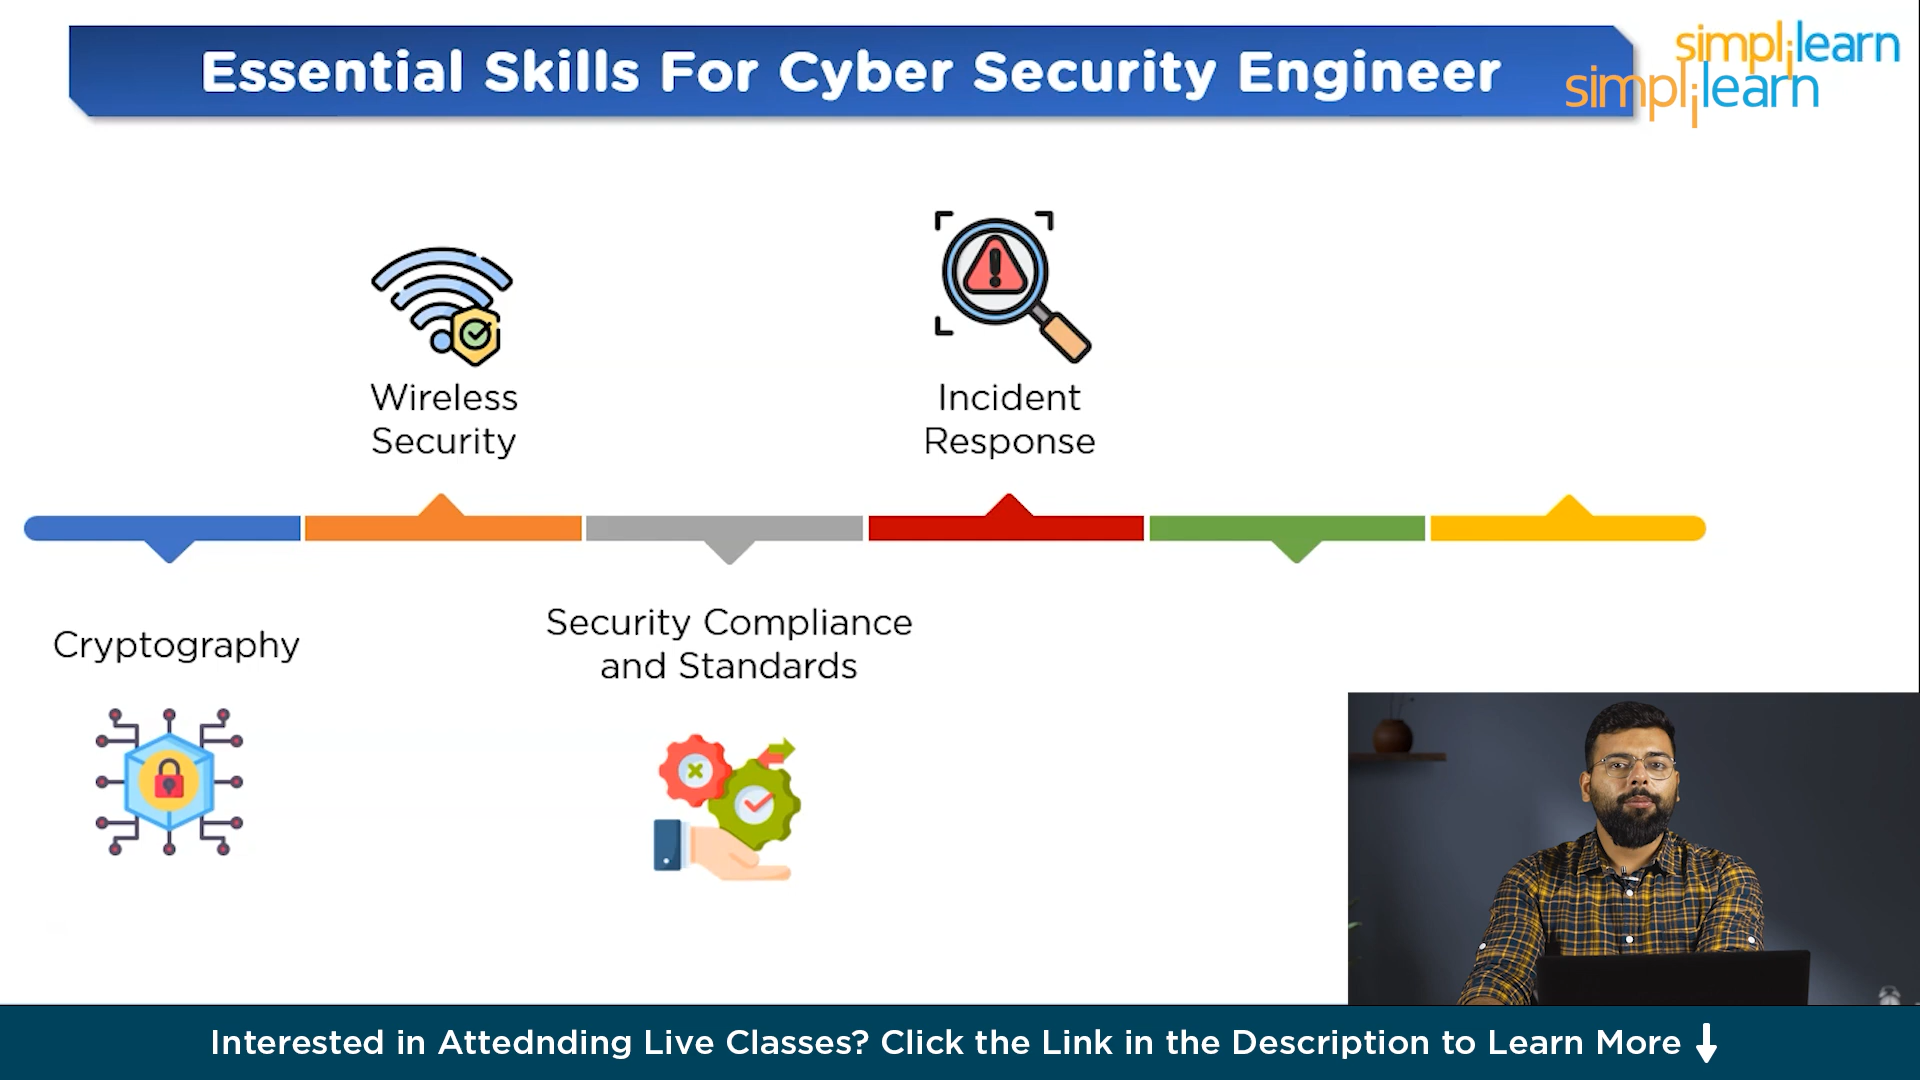 Essential Skills For Cyber Security Engineer
simplilearn
simplilearn
Wireless
Security
Incident
Response
Cryptography
Security Compliance
and Standards
Interested in Attednding Live Classes? Click the Link in the Description to Learn More